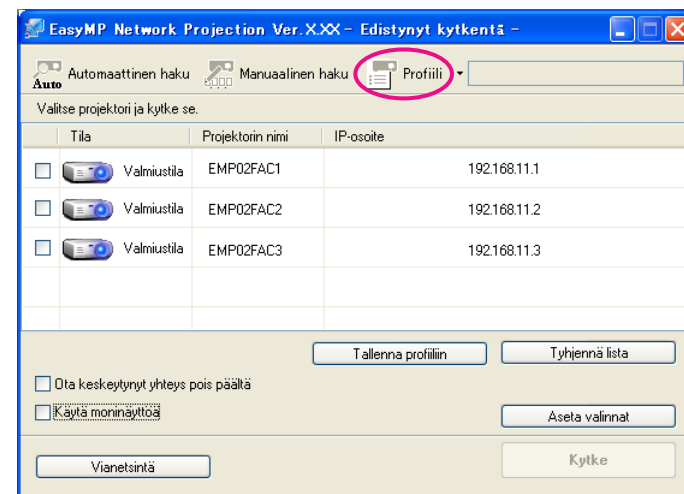 EasyMP Network Projection Ver.X.XX – Edistynyt kytkentä –
Auto Automaattinen haku Manuaalinen haku Profiili
Valitse projektori ja kytke se.
Tila Projektorin nimi IP-osoite
Valmiustila EMP02FAC1 192.168.11.1
Valmiustila EMP02FAC2 192.168.11.2
Valmiustila EMP02FAC3 192.168.11.3
Tallenna profiiliin Tyhjennä lista
Ota keskeytynyt yhteys pois päältä
Käytä moninäyttöä
Aseta valinnat
Vianetsintä Kytke